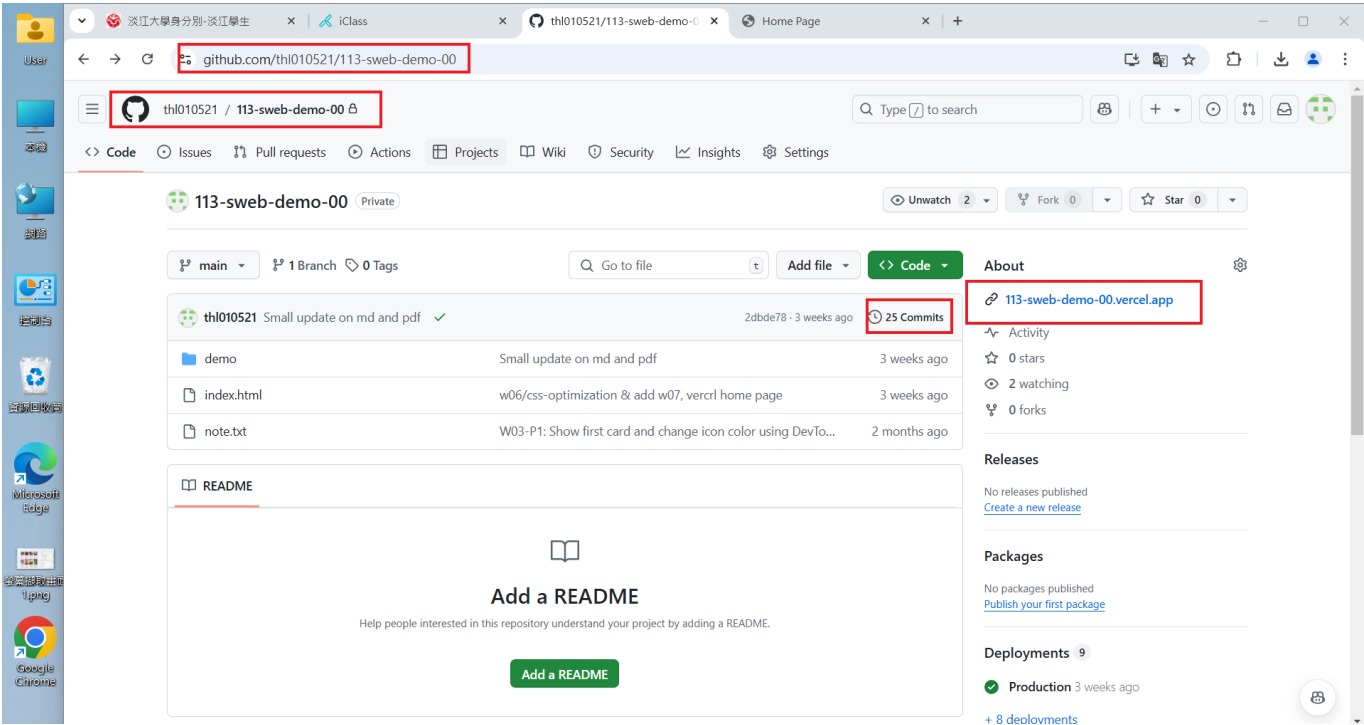 淡江大學身分別-淡江學生
iClass
thl010521/113-sweb-demo-0
Home Page
github.com/thl010521/113-sweb-demo-00
thl010521 / 113-sweb-demo-00
Type / to search
Code
Issues
Pull requests
Actions
Projects
Wiki
Security
Insights
Settings
113-sweb-demo-00 Private
Unwatch 2
Fork 0
Star 0
main
1 Branch
0 Tags
Go to file t
Add file
Code
thl010521 Small update on md and pdf
2dbde78 · 3 weeks ago
25 Commits
demo Small update on md and pdf 3 weeks ago
index.html w06/css-optimization & add w07, vercrl home page 3 weeks ago
note.txt W03-P1: Show first card and change icon color using DevTo... 2 months ago
README
Add a README
Help people interested in this repository understand your project by adding a README.
Add a README
About
113-sweb-demo-00.vercel.app
Activity
0 stars
2 watching
0 forks
Releases
No releases published
Create a new release
Packages
No packages published
Publish your first package
Deployments 9
Production 3 weeks ago
+ 8 deployments
User
本機
網路
控制台
資源回收筒
Microsoft
Edge
1.png
Google
Chrome